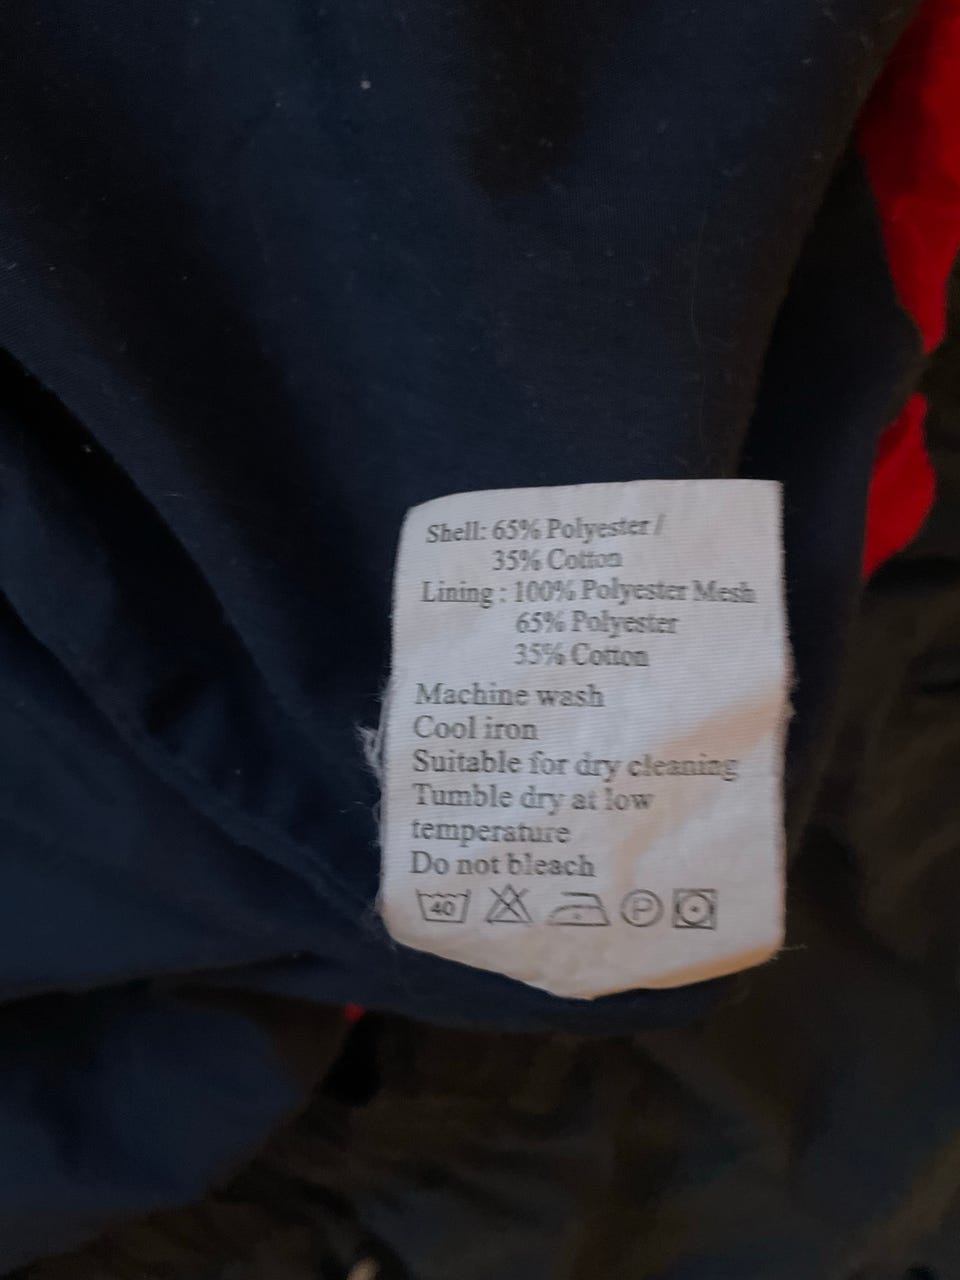 Shell: 65% Polyester /
35% Cotton
Lining : 100% Polyester Mesh
65% Polyester
35% Cotton
Machine wash
Cool iron
Suitable for dry cleaning
Tumble dry at low
temperature
Do not bleach
40 P